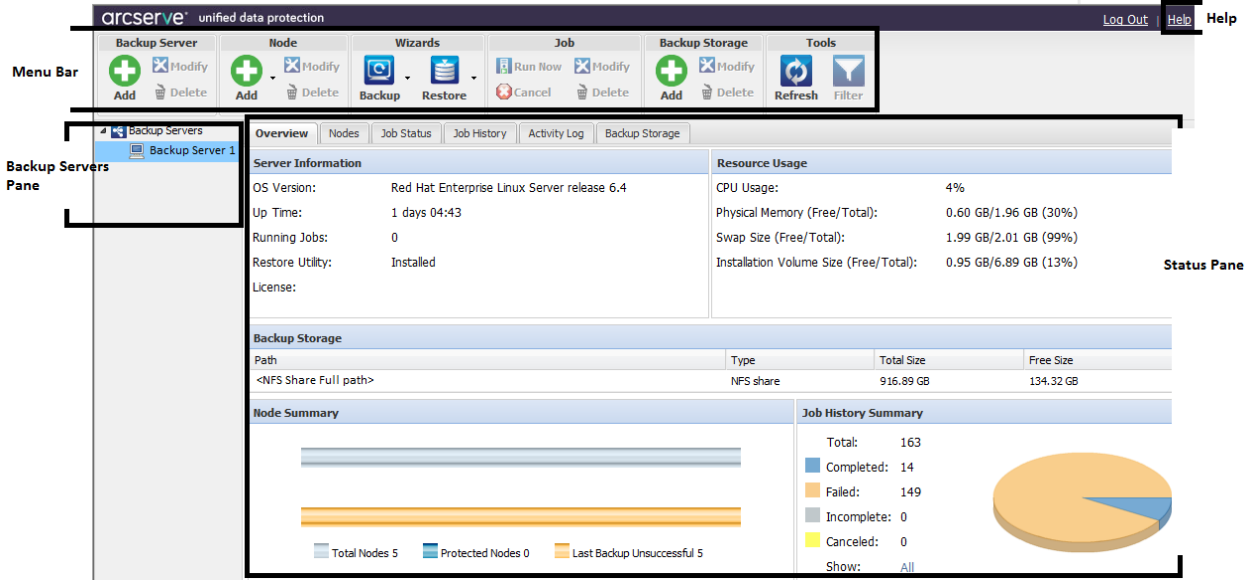 arcserve® unified data protection
Log Out | Help
Help
Menu Bar
Backup Server
Node
Wizards
Job
Backup Storage
Tools
Add
Modify
Delete
Add
Modify
Delete
Backup
Restore
Run Now
Modify
Cancel
Delete
Add
Modify
Delete
Refresh
Filter
Backup Servers Pane
Backup Servers
Backup Server 1
Overview
Nodes
Job Status
Job History
Activity Log
Backup Storage
Status Pane
Server Information
OS Version: Red Hat Enterprise Linux Server release 6.4
Up Time: 1 days 04:43
Running Jobs: 0
Restore Utility: Installed
License:
Resource Usage
CPU Usage: 4%
Physical Memory (Free/Total): 0.60 GB/1.96 GB (30%)
Swap Size (Free/Total): 1.99 GB/2.01 GB (99%)
Installation Volume Size (Free/Total): 0.95 GB/6.89 GB (13%)
Backup Storage
Path Type Total Size Free Size
<NFS Share Full path> NFS share 916.89 GB 134.32 GB
Node Summary
Total Nodes 5
Protected Nodes 0
Last Backup Unsuccessful 5
Job History Summary
Total: 163
Completed: 14
Failed: 149
Incomplete: 0
Canceled: 0
Show: All